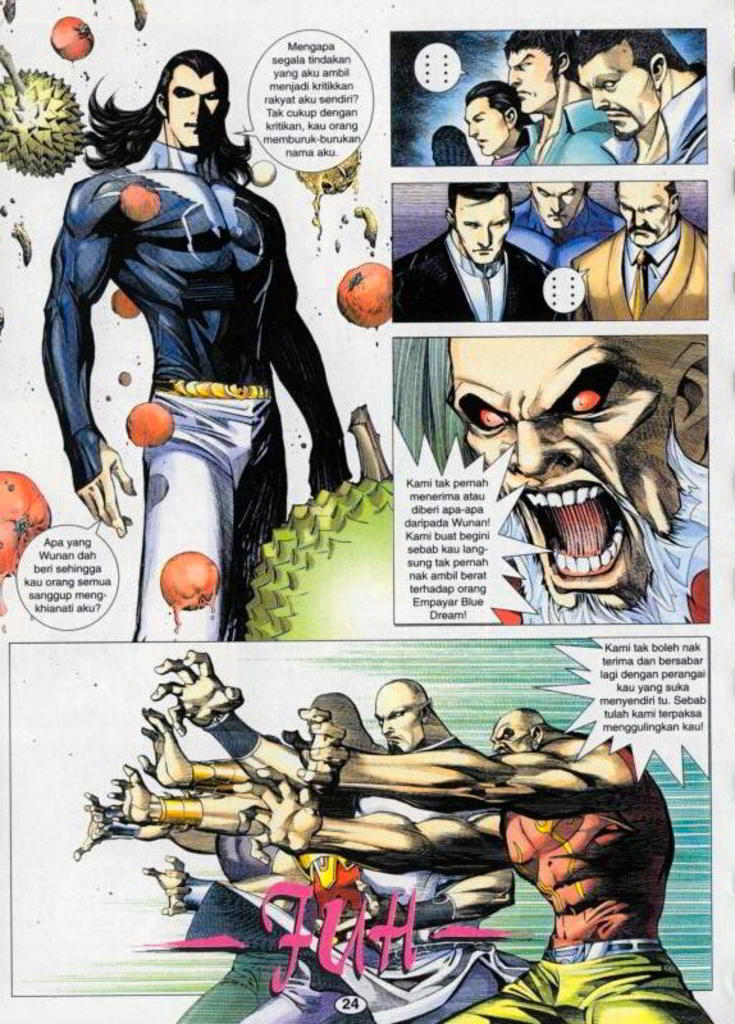 Mengapa
segala tindakan
yang aku ambil
kritikan
rakyat aku sendiri?
Tak cukup dengan
kritikan, kau orang
memburuk-burukan
nama aku.
Apa yang
Wunan dah
beri sehingga
kau orang semua
sanggup meng-
khianati aku?
Kami tak pernah
menerima atau
diberi apa-apa
daripada Wunan!
Kami buat begini
sebab kau lang-
sung tak pernah
nak ambil berat
terhadap orang
Empayar Blue
Dream!
Kami tak boleh nak
terima dan bersabar
lagi dengan perangai
kau yang suka
menyendiri tu. Sebab
tulah kami terpaksa
menggulingkan kau!
FUH
24